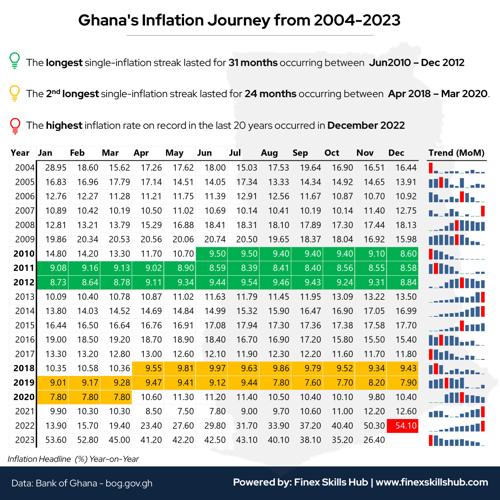 Ghana's Inflation Journey from 2004-2023
The longest single-inflation streak lasted for 31 months occurring between Jun2010 – Dec 2012
The 2nd longest single-inflation streak lasted for 24 months occurring between Apr 2018 – Mar 2020.
The highest inflation rate on record in the last 20 years occurred in December 2022
Year Jan Feb Mar Apr May Jun Jul Aug Sep Oct Nov Dec Trend (MoM)
2004 28.95 18.60 15.62 17.26 17.62 18.00 15.03 17.53 19.64 16.90 16.51 16.44
2005 16.83 16.96 17.79 17.14 14.51 14.05 17.34 13.33 14.34 14.92 14.65 13.91
2006 12.76 12.27 11.28 11.21 11.75 11.39 12.91 12.56 11.67 10.87 10.70 10.92
2007 10.89 10.42 10.19 10.50 11.02 10.69 10.14 10.41 10.19 10.14 11.40 12.75
2008 12.81 13.21 13.79 15.29 16.88 18.41 18.31 18.10 17.89 17.30 17.44 18.13
2009 19.86 20.34 20.53 20.56 20.06 20.74 20.50 19.65 18.37 18.04 16.92 15.98
2010 14.80 14.20 13.30 11.70 10.70 9.50 9.50 9.40 9.40 9.40 9.10 8.60
2011 9.08 9.16 9.13 9.02 8.90 8.59 8.39 8.41 8.40 8.56 8.55 8.58
2012 8.73 8.64 8.78 9.11 9.34 9.44 9.54 9.46 9.43 9.24 9.31 8.84
2013 10.09 10.40 10.78 10.87 11.02 11.63 11.79 11.45 11.95 13.09 13.22 13.50
2014 13.80 14.03 14.52 14.69 14.84 14.99 15.32 15.90 16.47 16.88 17.05 16.99
2015 16.44 16.50 16.64 16.76 16.91 17.08 17.94 17.30 17.36 17.38 17.58 17.70
2016 19.00 18.50 19.20 18.70 18.90 18.40 16.70 16.90 17.20 15.80 15.50 15.40
2017 13.30 13.20 12.80 13.00 12.60 12.10 11.90 12.30 12.20 11.60 11.70 11.80
2018 10.35 10.58 10.36 9.55 9.81 9.97 9.63 9.86 9.79 9.52 9.34 9.43
2019 9.01 9.17 9.28 9.47 9.41 9.12 9.44 7.80 7.60 7.70 8.20 7.90
2020 7.80 7.80 7.80 10.60 11.30 11.20 11.40 10.50 10.40 10.10 9.80 10.40
2021 9.90 10.30 10.30 8.50 7.50 7.80 9.00 9.70 10.60 11.00 12.20 12.60
2022 13.90 15.70 19.40 23.40 27.60 29.80 31.70 33.90 37.20 40.40 50.30 54.10
2023 53.60 52.80 45.00 41.20 42.20 42.50 43.10 40.10 38.10 35.20 26.40
Inflation Headline (%) Year-on-Year
Data: Bank of Ghana - bog.gov.gh
Powered by: Finex Skills Hub | www.finexskillshub.com